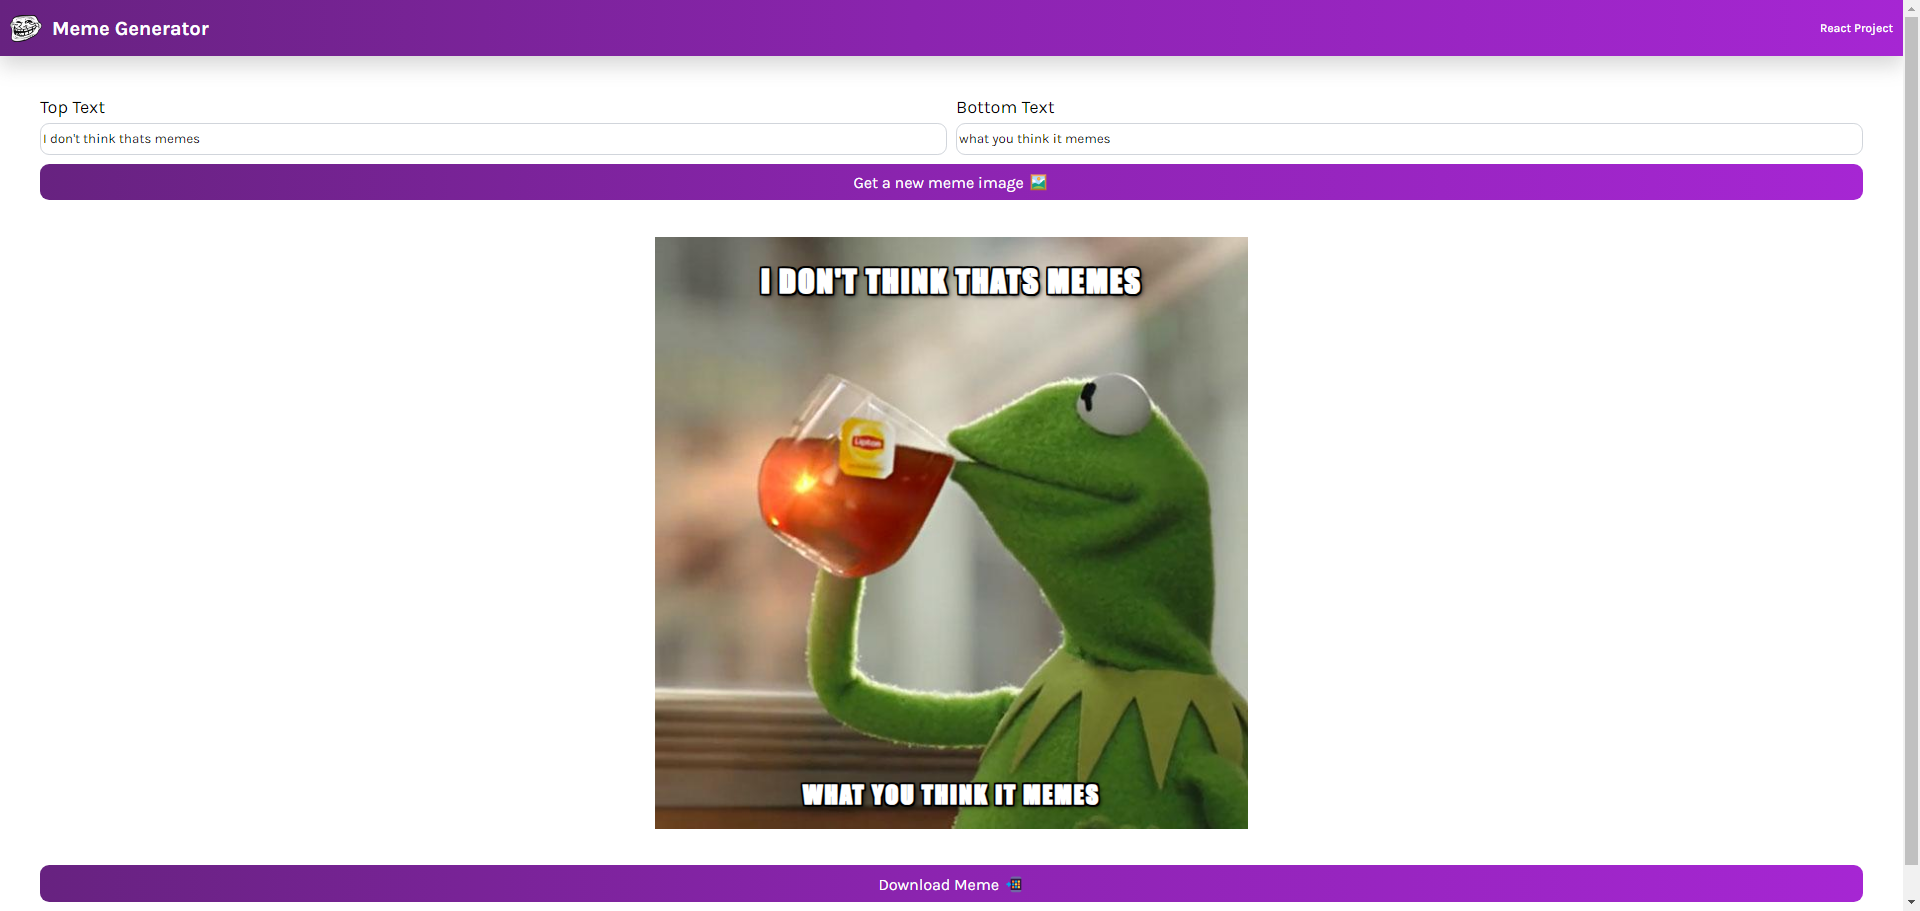 Meme Generator
React Project
Top Text
Bottom Text
I don't think thats memes
what you think it memes
Get a new meme image
I DON'T THINK THATS MEMES
Lipton
WHAT YOU THINK IT MEMES
Download Meme